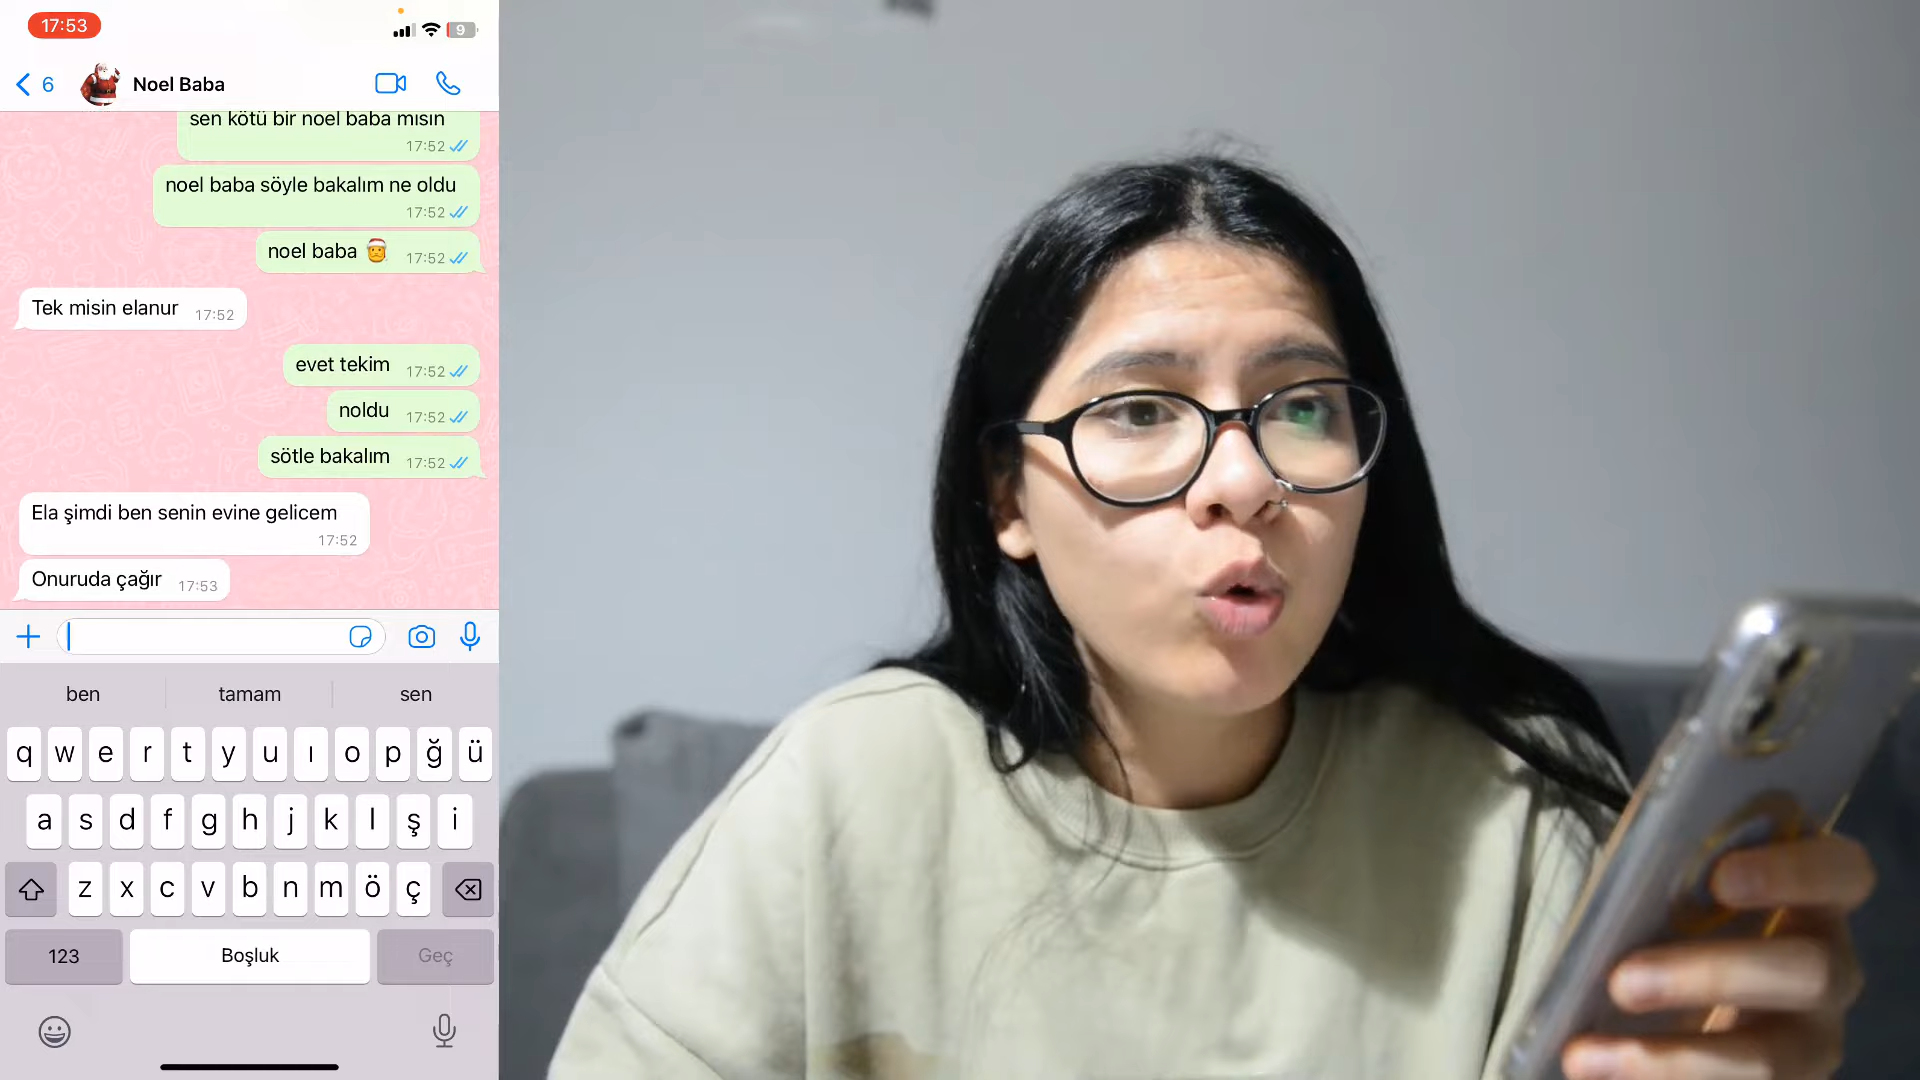 17:53
9
6
Noel Baba
sen kötü bir noel baba mısın
17:52
noel baba söyle bakalım ne oldu
17:52
noel baba 🎅 17:52
Tek misin elanur 17:52
evet tekim 17:52
noldu 17:52
sötle bakalım 17:52
Ela şimdi ben senin evine gelicem
17:52
Onuruda çağır 17:53
ben tamam sen
q w e r t y u ı o p ğ ü
a s d f g h j k l ş i
z x c v b n m ö ç
123 Boşluk Geç